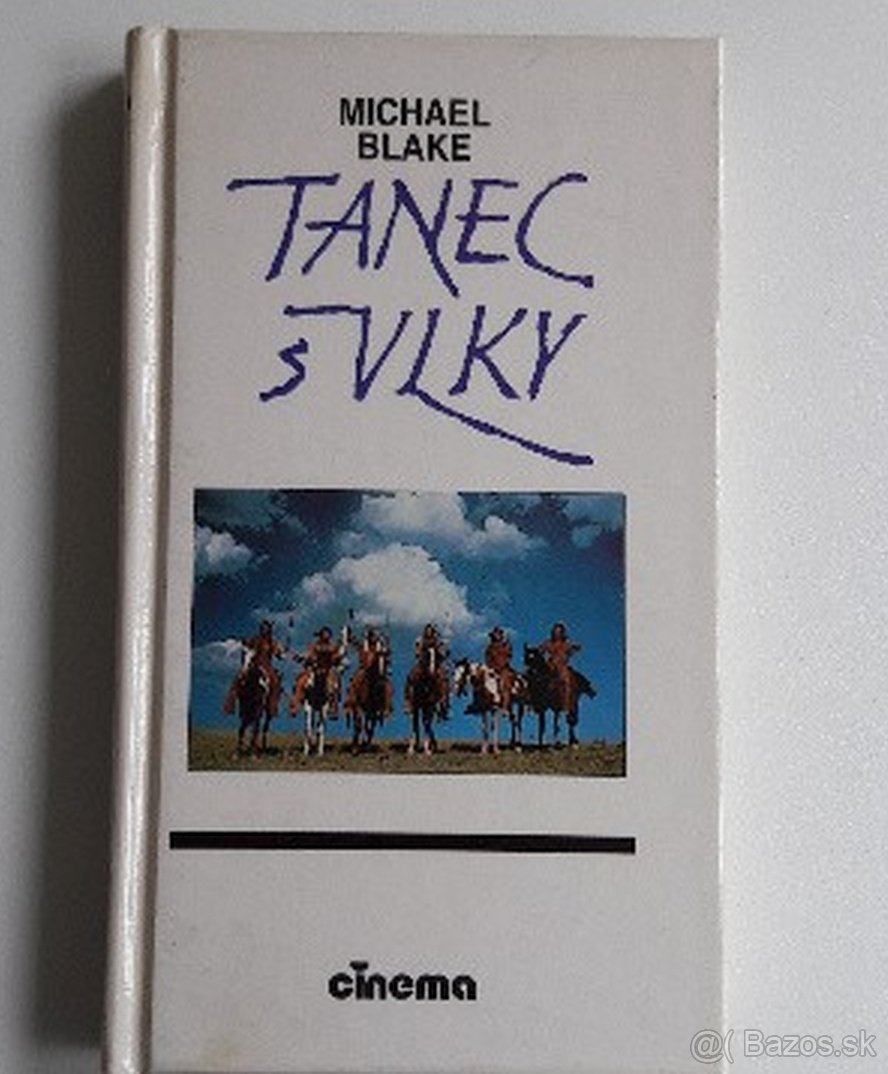 MICHAEL
BLAKE
TANEC
S VLKY
cinema
@( Bazos.sk